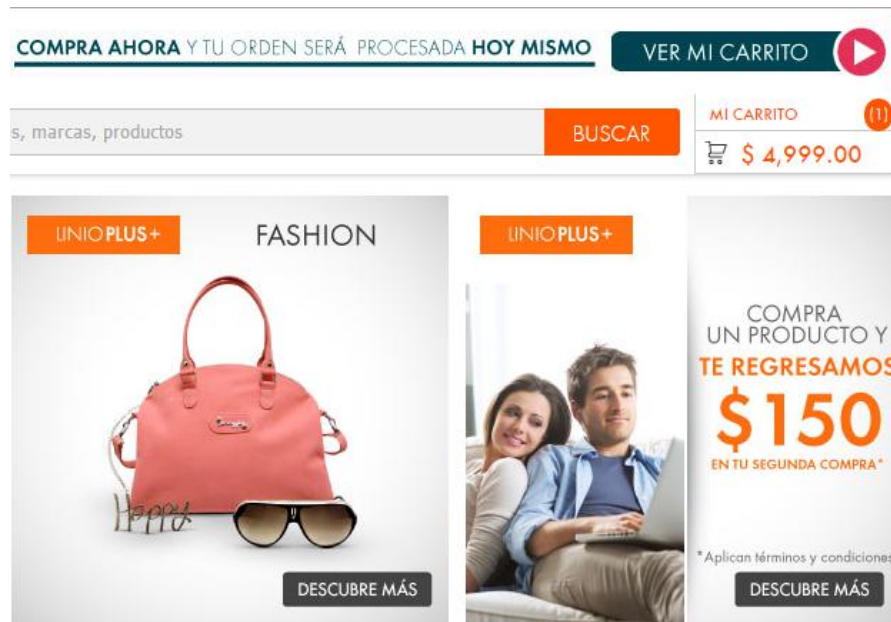 COMPRA AHORA Y TU ORDEN SERÁ PROCESADA HOY MISMO
VER MI CARRITO
s, marcas, productos
BUSCAR
MI CARRITO
(1)
$ 4,999.00
LINIOPLUS+
FASHION
Happy
DESCUBRE MÁS
LINIOPLUS+
COMPRA
UN PRODUCTO Y
TE REGRESAMOS
$150
EN TU SEGUNDA COMPRA*
*Aplican términos y condiciones
DESCUBRE MÁS